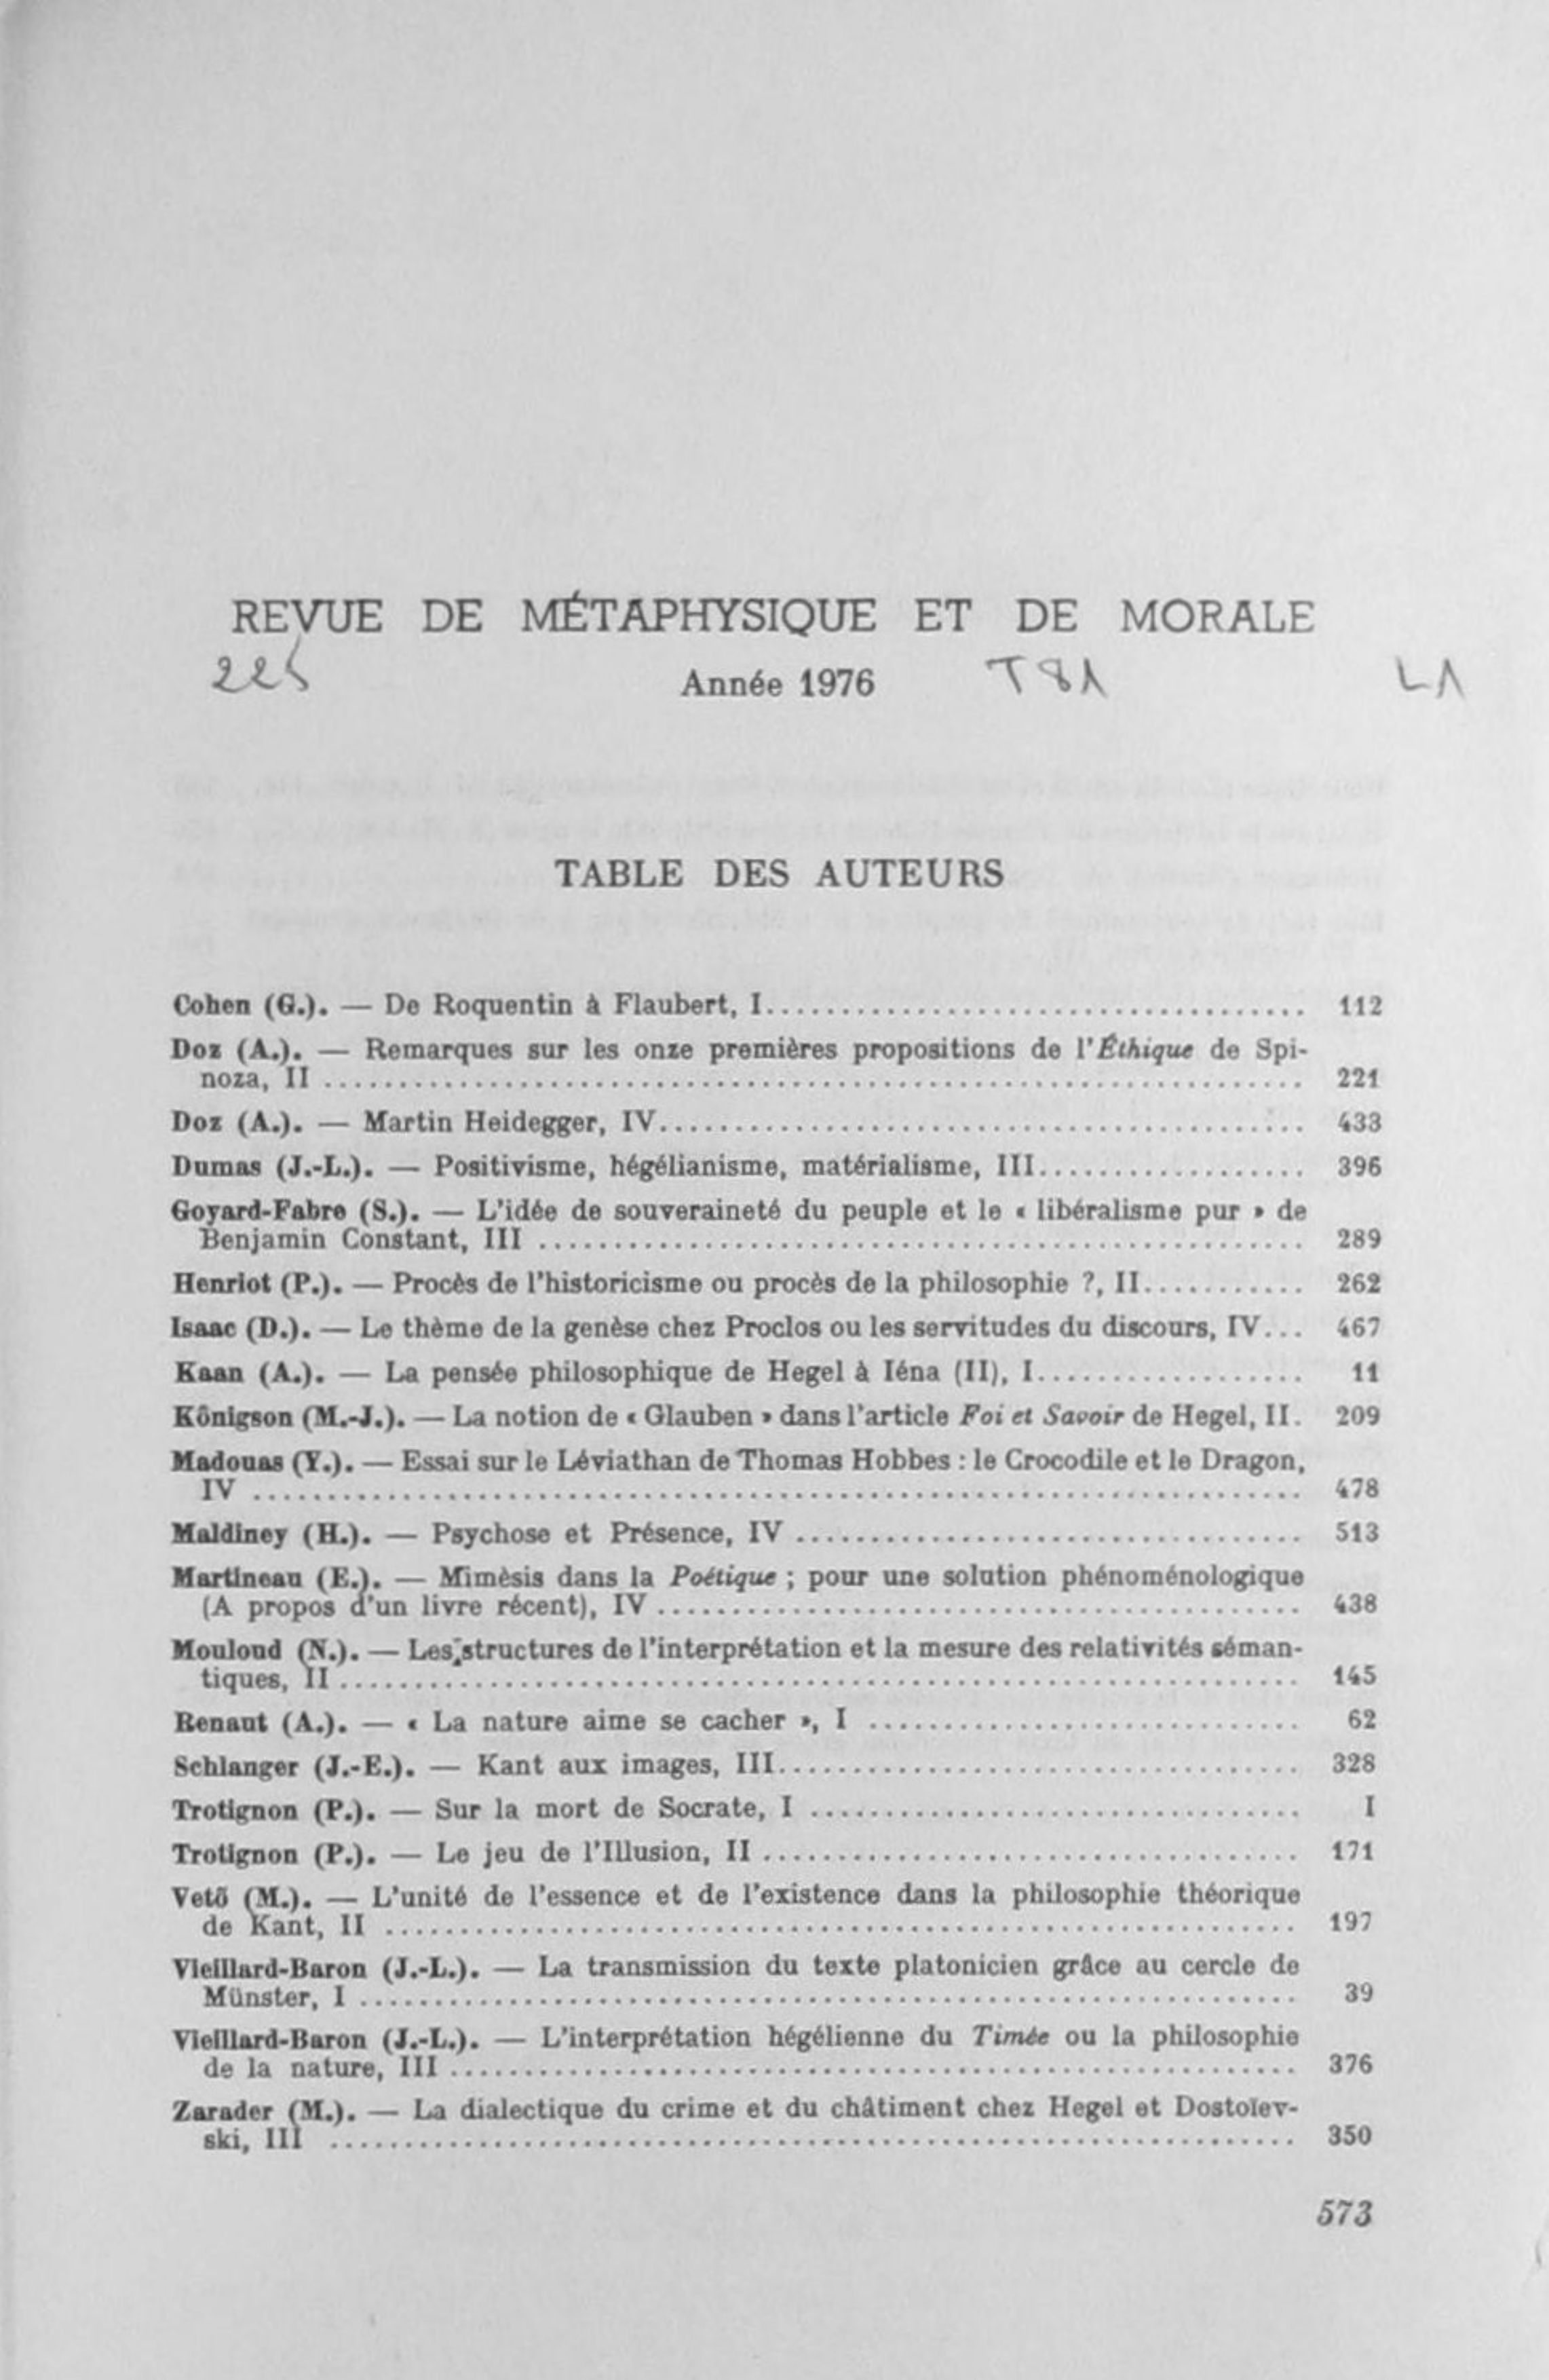 REVUE DE MÉTAPHYSIQUE ET DE MORALE
225 Année 1976 T81 L1
TABLE DES AUTEURS
Cohen (G.). — De Roquentin à Flaubert, I.................................... 112
Doz (A.). — Remarques sur les onze premières propositions de l'Éthique de Spi-
noza, II .................................................................. 221
Doz (A.). — Martin Heidegger, IV........................................... 433
Dumas (J.-L.). — Positivisme, hégélianisme, matérialisme, III.................. 396
Goyard-Fabre (S.). — L'idée de souveraineté du peuple et le « libéralisme pur » de
Benjamin Constant, III .................................................... 289
Henriot (P.). — Procès de l'historicisme ou procès de la philosophie ?, II........... 262
Isaac (D.). — Le thème de la genèse chez Proclos ou les servitudes du discours, IV... 467
Kaan (A.). — La pensée philosophique de Hegel à Iéna (II), I.................. 11
Kônigson (M.-J.). — La notion de « Glauben » dans l'article Foi et Savoir de Hegel, II. 209
Madouas (Y.). — Essai sur le Léviathan de Thomas Hobbes : le Crocodile et le Dragon,
IV ...................................................................... 478
Maldiney (H.). — Psychose et Présence, IV .................................. 513
Martineau (E.). — Mimèsis dans la Poétique ; pour une solution phénoménologique
(A propos d'un livre récent), IV ........................................... 438
Mouloud (N.). — Les structures de l'interprétation et la mesure des relativités séman-
tiques, II ................................................................ 145
Renaut (A.). — « La nature aime se cacher », I ............................. 62
Schlanger (J.-E.). — Kant aux images, III................................... 328
Trotignon (P.). — Sur la mort de Socrate, I ................................. I
Trotignon (P.). — Le jeu de l'Illusion, II .................................... 171
Vetö (M.). — L'unité de l'essence et de l'existence dans la philosophie théorique
de Kant, II .............................................................. 197
Vieillard-Baron (J.-L.). — La transmission du texte platonicien grâce au cercle de
Münster, I ............................................................... 39
Vieillard-Baron (J.-L.). — L'interprétation hégélienne du Timée ou la philosophie
de la nature, III ......................................................... 376
Zarader (M.). — La dialectique du crime et du châtiment chez Hegel et Dostoïev-
ski, III ................................................................. 350
573